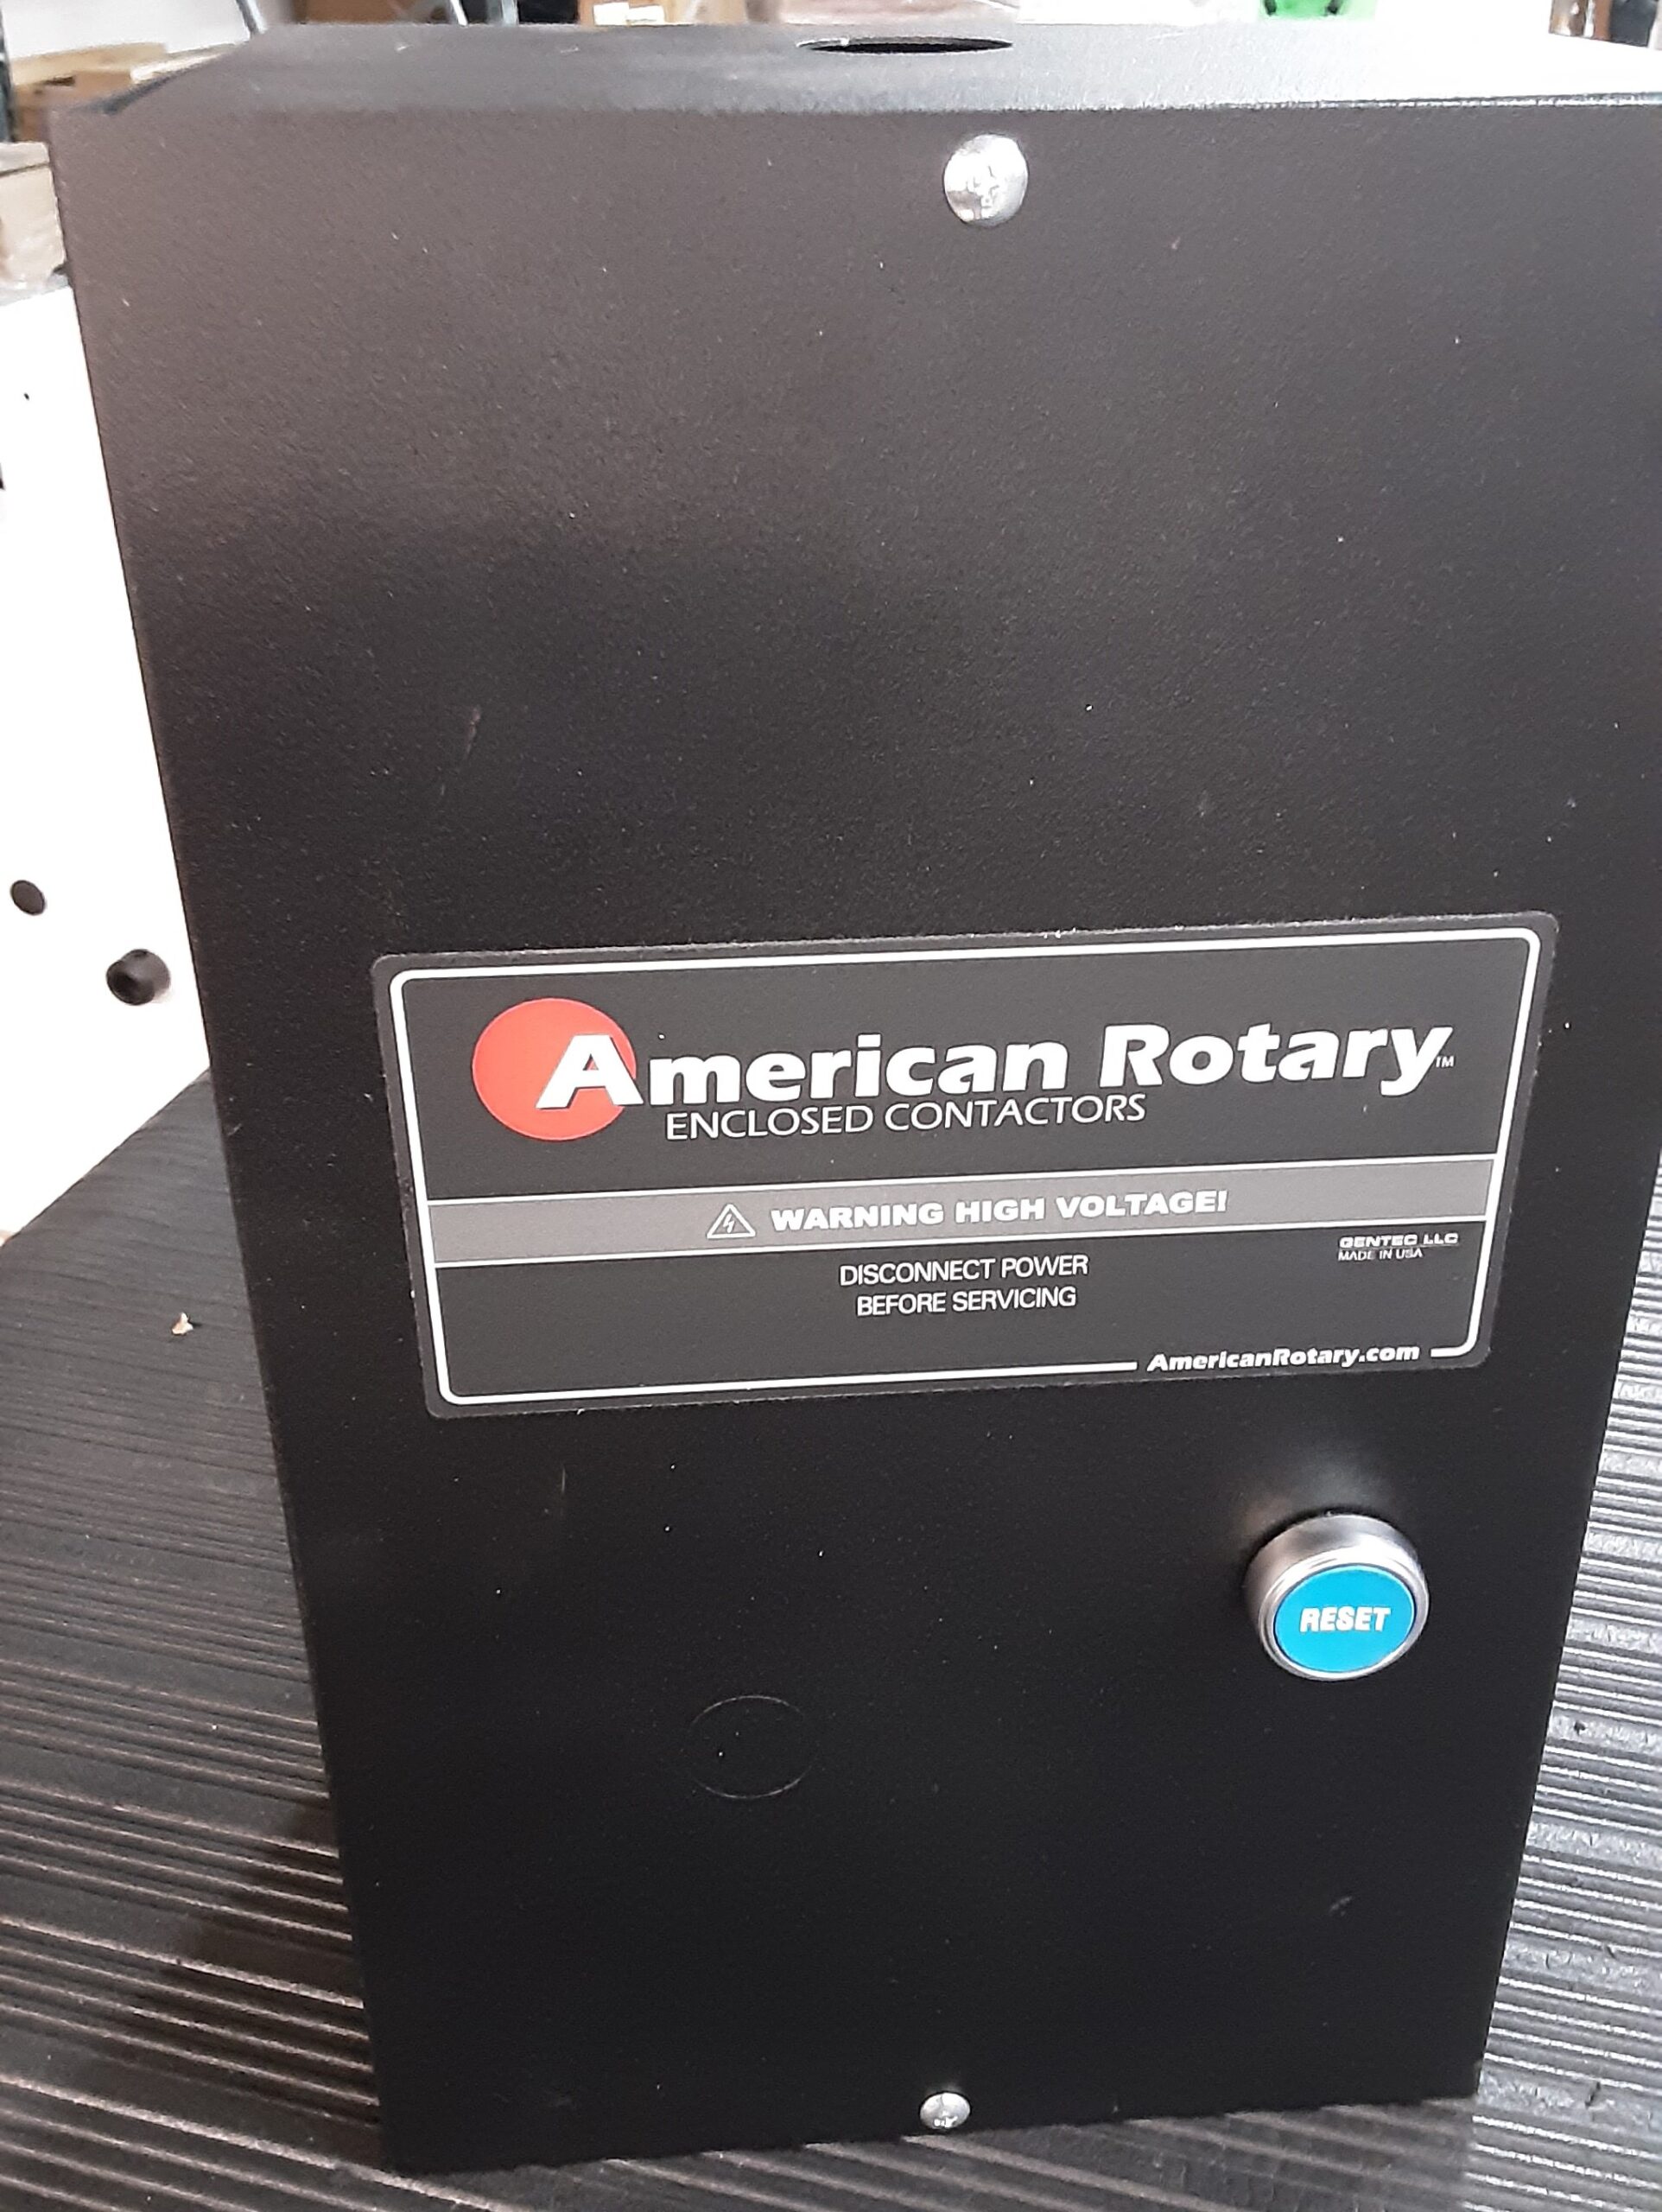 American Rotary™
ENCLOSED CONTACTORS
WARNING HIGH VOLTAGE!
GENTEC LLC
MADE IN USA
DISCONNECT POWER
BEFORE SERVICING
AmericanRotary.com
RESET